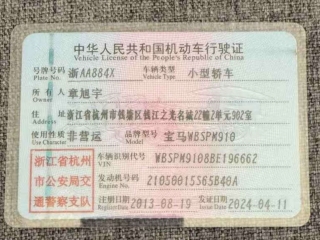 中华人民共和国机动车行驶证
Vehicle License of the People's Republic of China
号牌号码 Plate No. 浙AA884X 车辆类型 Vehicle Type 小型轿车
所有人 Owner 章旭宇
住址 Address 浙江省杭州市钱塘区钱江之光名城22幢2单元902室
使用性质 Use Character 非营运 品牌型号 Model 宝马WBSPM910
浙江省杭州市公安局交通警察支队
车辆识别代号 VIN WBSPM9108BE196662
发动机号码 Engine No. 21050015S65B40A
注册日期 Register Date 2013-08-19 发证日期 Issue Date 2024-04-11